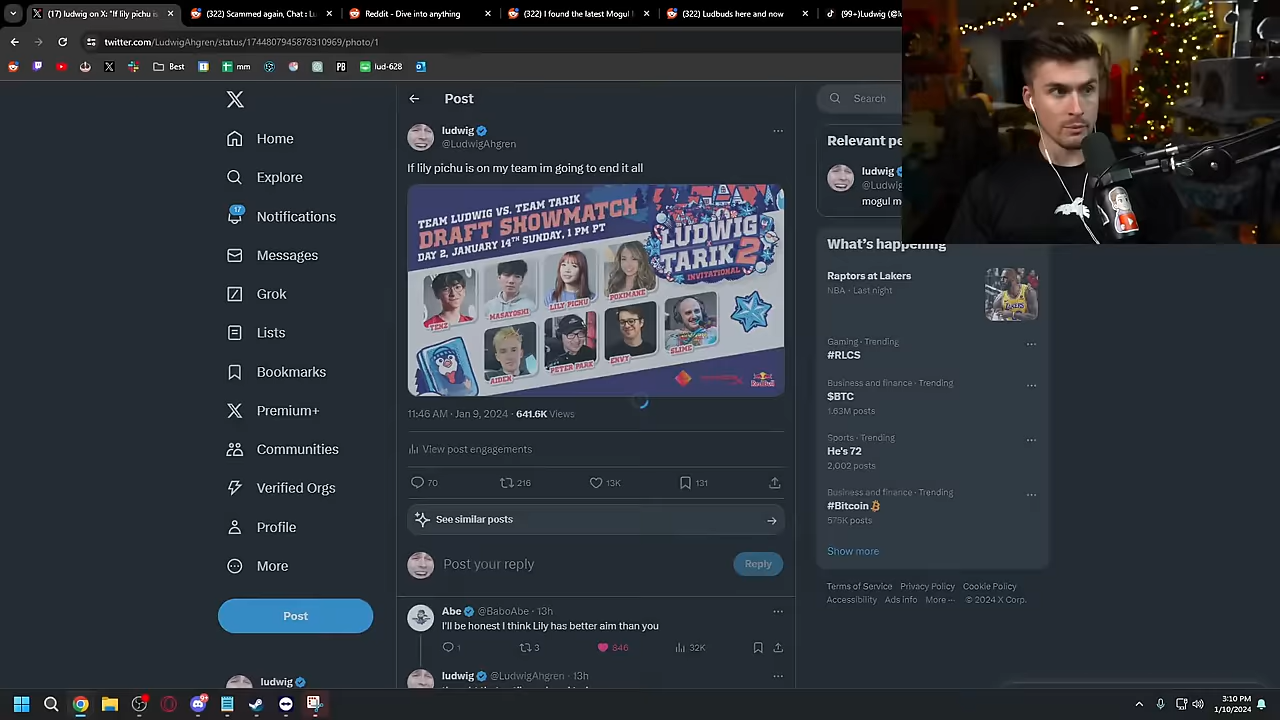 (17) ludwig on X: "If lily pichu is
(322) Scammed again, Chat : Lu
Reddit - Dive into anything
(322) I found the latest Mogul
(322) Ludbuds here and now
(99+) Ludwig (@lu
twitter.com/LudwigAhgren/status/1744807945878310969/photo/1
Best
mm
PB
lud-628
Post
Search
Home
Explore
17
Notifications
Messages
Grok
Lists
Bookmarks
Premium+
Communities
Verified Orgs
Profile
More
Post
ludwig
ludwig
@LudwigAhgren
If lily pichu is on my team im going to end it all
TEAM LUDWIG VS. TEAM TARIK
DRAFT SHOWMATCH
DAY 2, JANUARY 14TH SUNDAY, 1 PM PT
LUDWIG
X
TARIK 2
INVITATIONAL
TENZ
MASATOSHI
LILY PICHU
POKIMANE
AIDEN
PETER PARK
ENVY
SLIME
Red Bull
11:46 AM · Jan 9, 2024 · 641.6K Views
View post engagements
70
216
13K
131
See similar posts
Post your reply
Reply
Abe @BaboAbe · 13h
I'll be honest I think Lily has better aim than you
1
3
846
32K
ludwig @LudwigAhgren · 13h
Relevant pe
ludwig
@Ludwig
mogul m
What's happening
Raptors at Lakers
NBA · Last night
Gaming · Trending
#RLCS
Business and finance · Trending
$BTC
1.63M posts
Sports · Trending
He's 72
2,002 posts
Business and finance · Trending
#Bitcoin
575K posts
Show more
Terms of Service Privacy Policy Cookie Policy
Accessibility Ads info More ··· © 2024 X Corp.
3:10 PM
1/10/2024